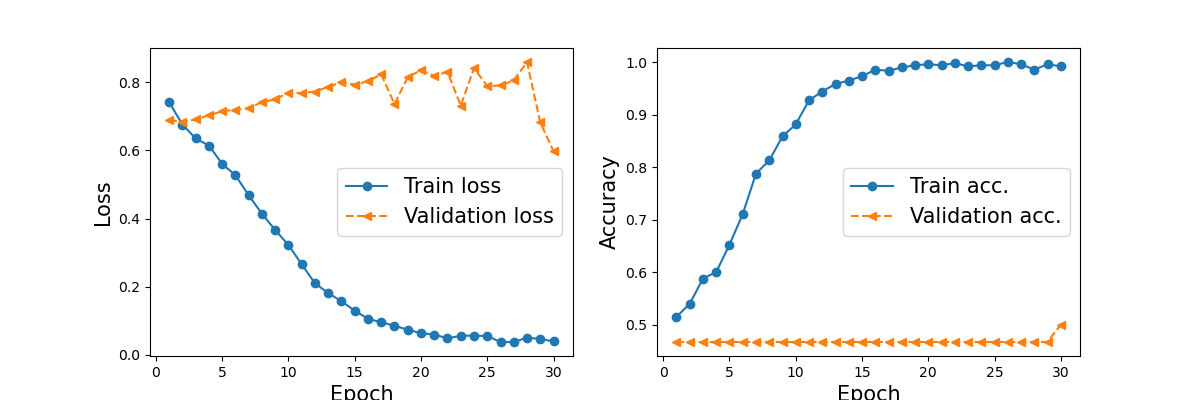 0.8
0.6
0.4
0.2
0.0
Loss
0 5 10 15 20 25 30
Epoch
Train loss
Validation loss
1.0
0.9
0.8
0.7
0.6
0.5
Accuracy
0 5 10 15 20 25 30
Epoch
Train acc.
Validation acc.